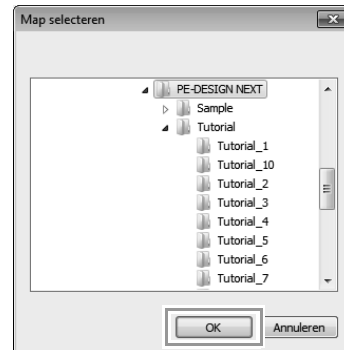 Map selecteren
PE-DESIGN NEXT
Sample
Tutorial
Tutorial_1
Tutorial_10
Tutorial_2
Tutorial_3
Tutorial_4
Tutorial_5
Tutorial_6
Tutorial_7
OK
Annuleren